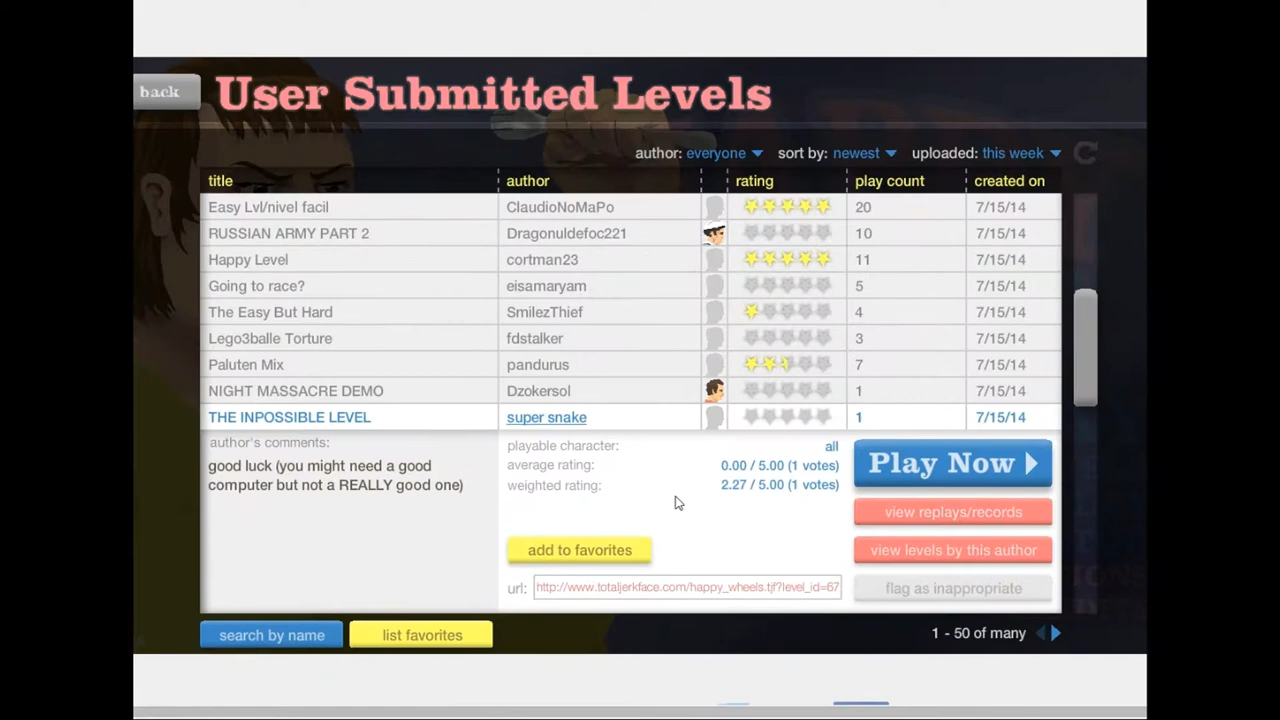 back
User Submitted Levels
author: everyone sort by: newest uploaded: this week
title author rating play count created on
Easy Lvl/nivel facil ClaudioNoMaPo 20 7/15/14
RUSSIAN ARMY PART 2 Dragonuldefoc221 10 7/15/14
Happy Level cortman23 11 7/15/14
Going to race? eisamaryam 5 7/15/14
The Easy But Hard SmilezThief 4 7/15/14
Lego3balle Torture fdstalker 3 7/15/14
Paluten Mix pandurus 7 7/15/14
NIGHT MASSACRE DEMO Dzokersol 1 7/15/14
THE INPOSSIBLE LEVEL super snake 1 7/15/14
author's comments:
good luck (you might need a good
computer but not a REALLY good one)
playable character: all
average rating: 0.00 / 5.00 (1 votes)
weighted rating: 2.27 / 5.00 (1 votes)
add to favorites
url: http://www.totaljerkface.com/happy_wheels.tjf?level_id=67
Play Now
view replays/records
view levels by this author
flag as inappropriate
search by name list favorites 1 - 50 of many